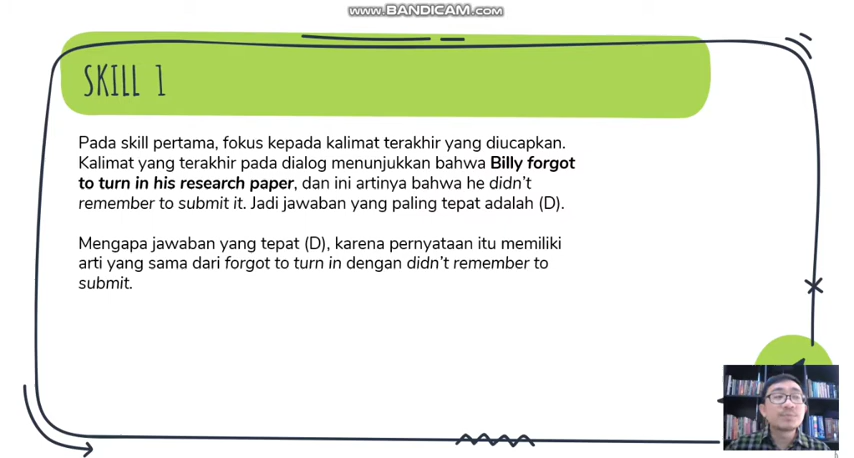 WWW.BANDICAM.COM
SKILL 1
Pada skill pertama, fokus kepada kalimat terakhir yang diucapkan.
Kalimat yang terakhir pada dialog menunjukkan bahwa Billy forgot
to turn in his research paper, dan ini artinya bahwa he didn't
remember to submit it. Jadi jawaban yang paling tepat adalah (D).
Mengapa jawaban yang tepat (D), karena pernyataan itu memiliki
arti yang sama dari forgot to turn in dengan didn't remember to
submit.